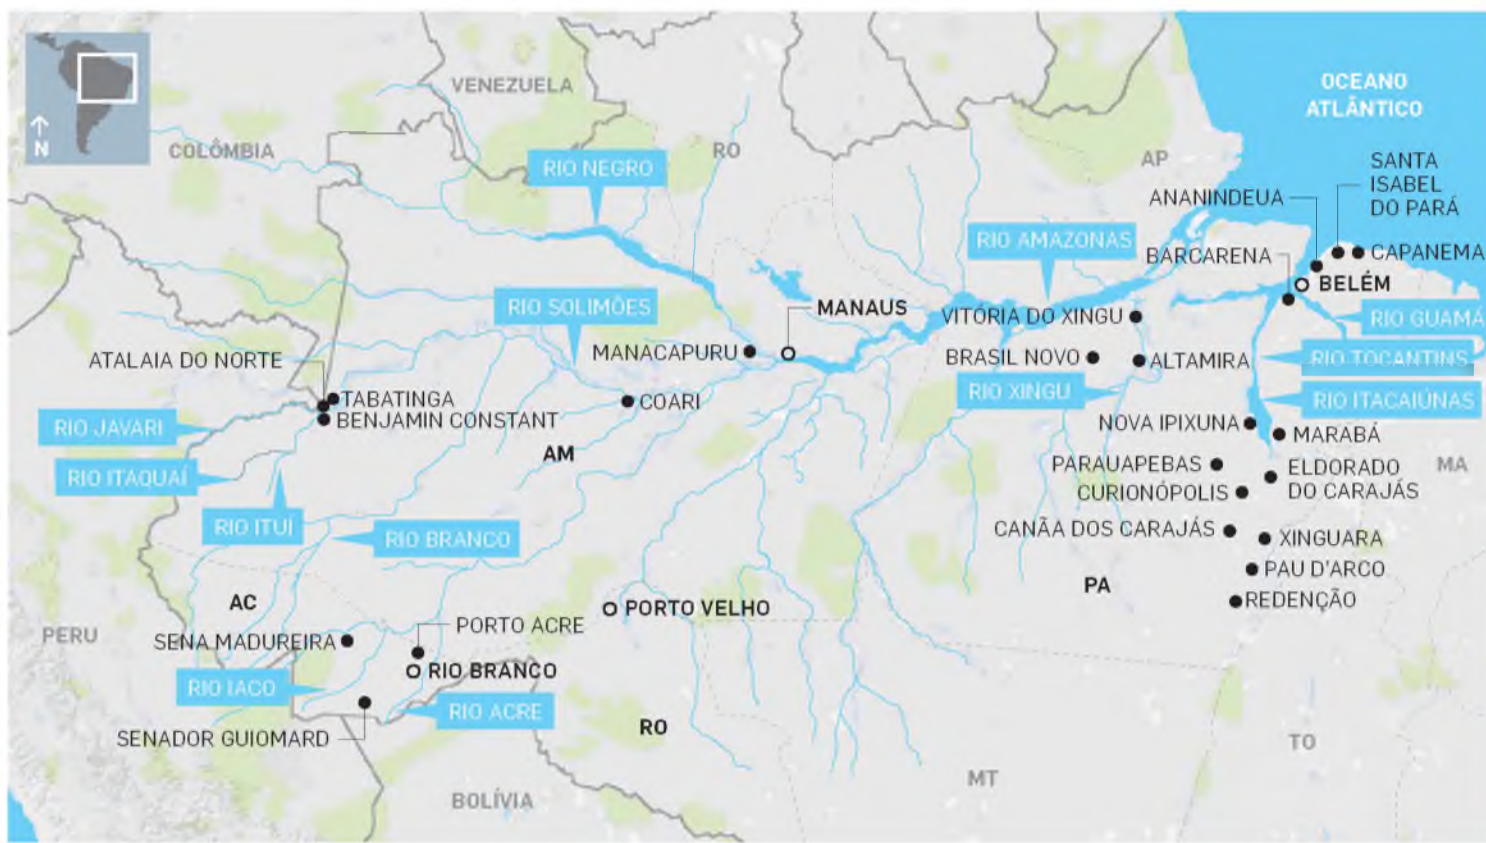 OCEANO
ATLÂNTICO
N
VENEZUELA
COLÔMBIA
RIO NEGRO
RO
AP
SANTA
ISABEL
DO PARÁ
ANANINDEUA
RIO AMAZONAS
BARCARENA
CAPANEMA
BELÉM
RIO SOLIMÕES
MANAUS
VITÓRIA DO XINGU
RIO GUAMÁ
ATALAIA DO NORTE
MANACAPURU
BRASIL NOVO
ALTAMIRA
RIO TOCANTINS
TABATINGA
BENJAMIN CONSTANT
COARI
RIO XINGU
RIO ITACAIÚNAS
RIO JAVARI
AM
NOVA IPIXUNA
MARABÁ
RIO ITAQUAÍ
PARAUAPEBAS
ELDORADO
DO CARAJÁS
MA
CURIONÓPOLIS
RIO ITUÍ
RIO BRANCO
CANÃA DOS CARAJÁS
XINGUARA
PAU D'ARCO
AC
PORTO VELHO
PA
REDENÇÃO
PERU
SENA MADUREIRA
PORTO ACRE
RIO BRANCO
RIO IACO
RIO ACRE
SENADOR GUIOMARD
RO
TO
BOLÍVIA
MT